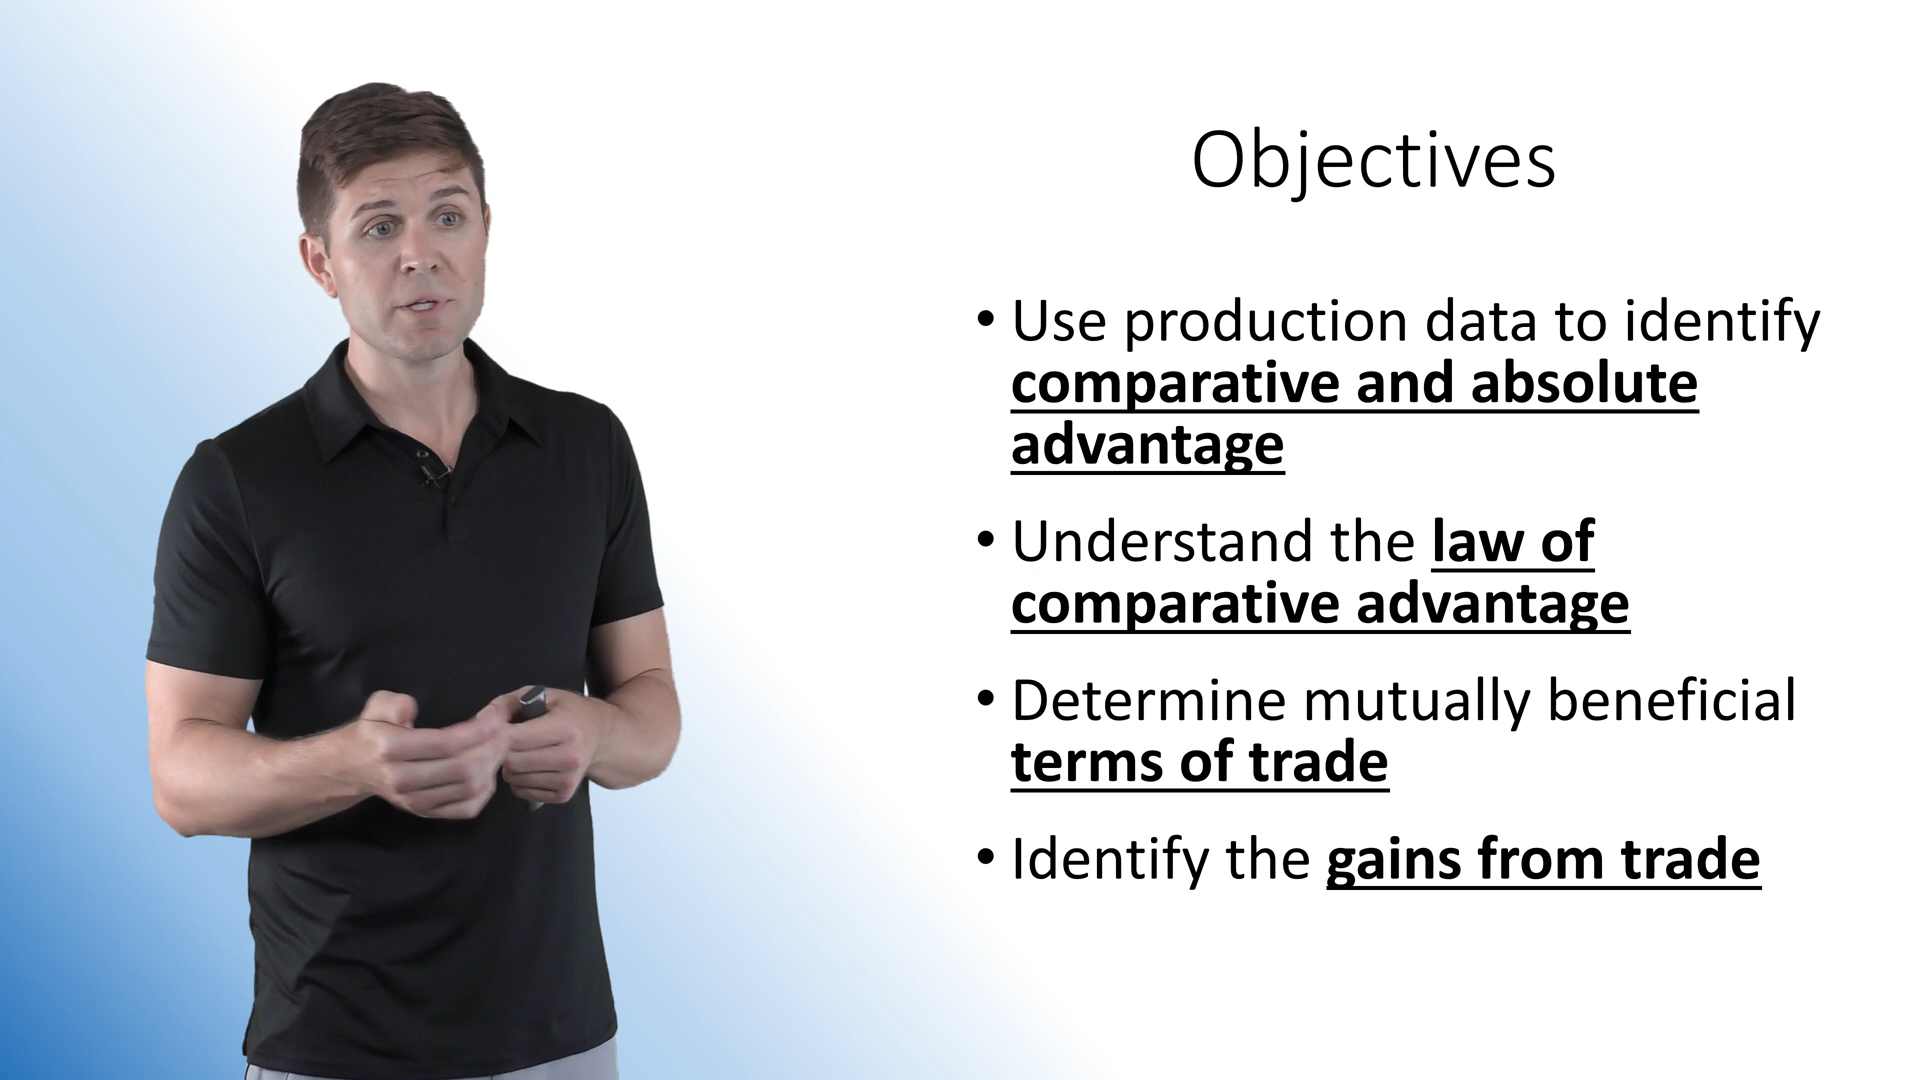 Objectives
• Use production data to identify
comparative and absolute
advantage
• Understand the law of
comparative advantage
• Determine mutually beneficial
terms of trade
• Identify the gains from trade